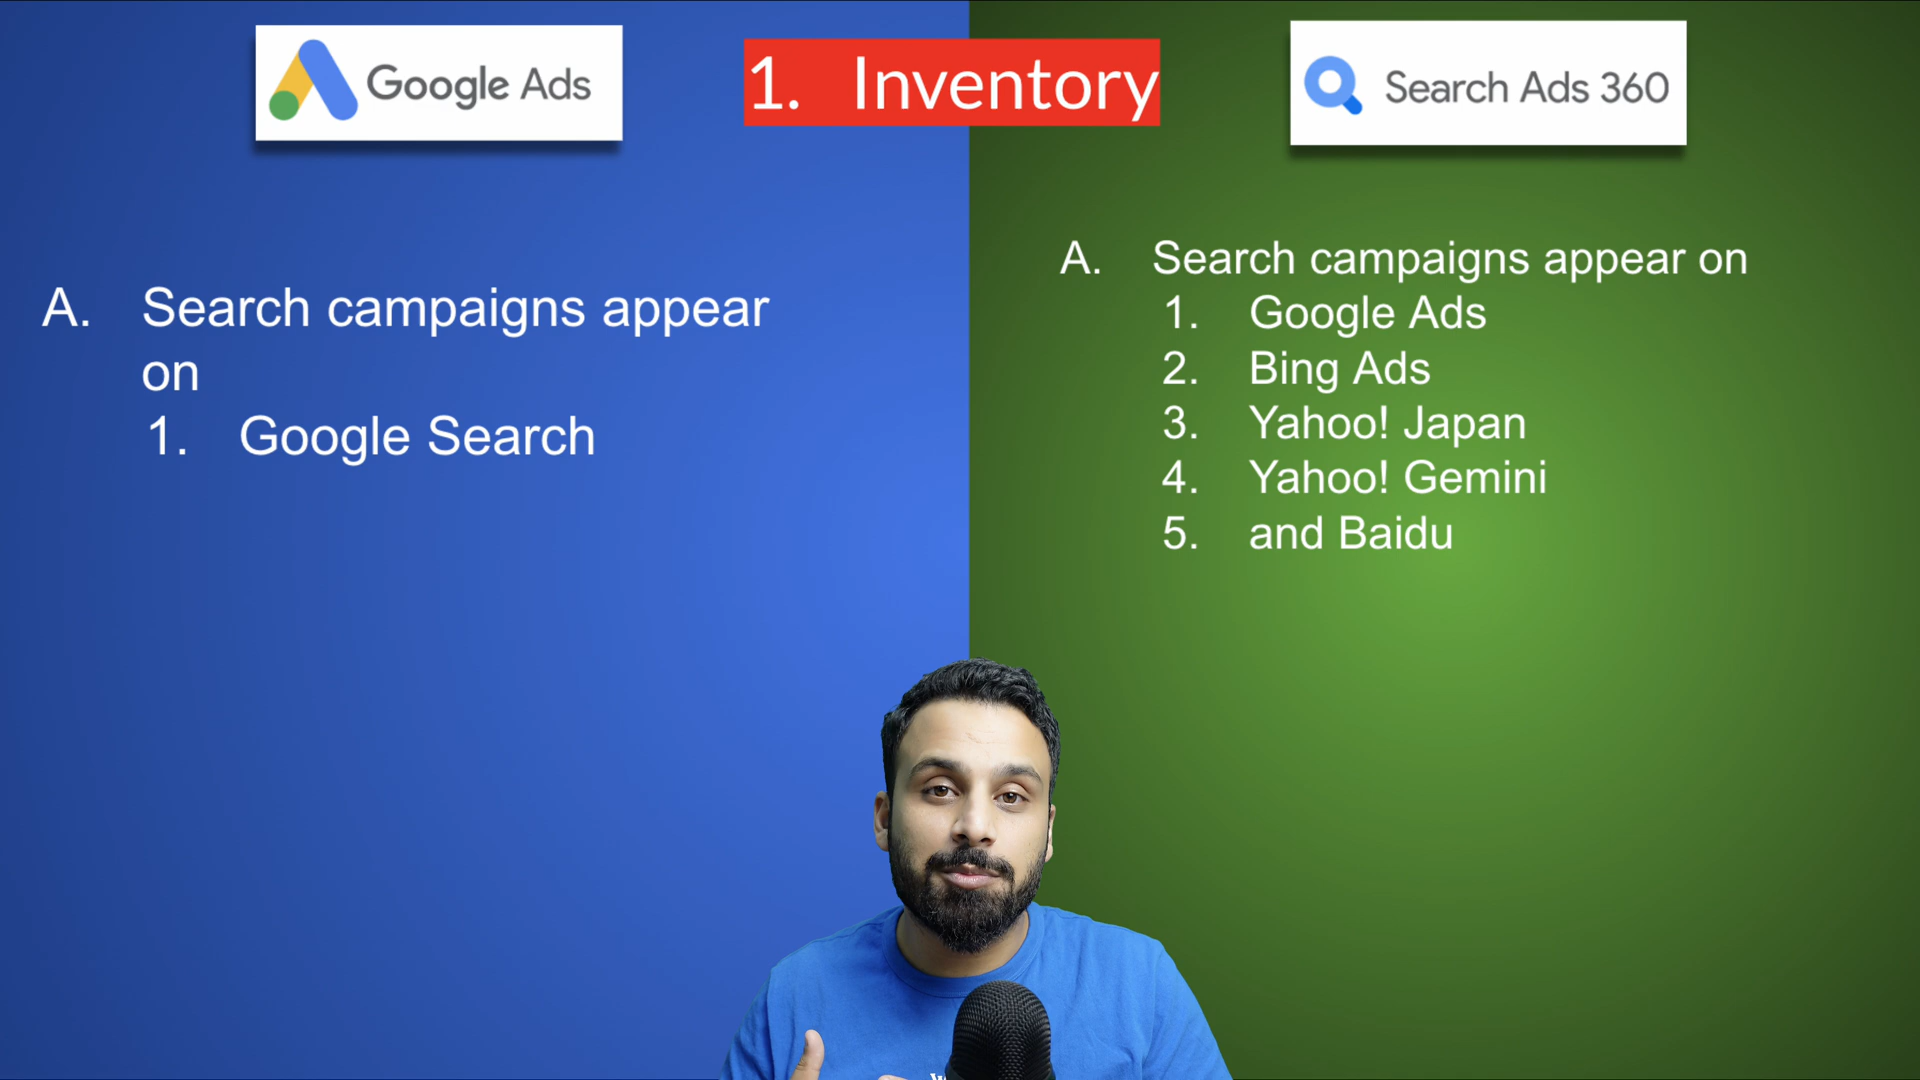 Google Ads
1. Inventory
Search Ads 360
A. Search campaigns appear
on
1. Google Search
A. Search campaigns appear on
1. Google Ads
2. Bing Ads
3. Yahoo! Japan
4. Yahoo! Gemini
5. and Baidu